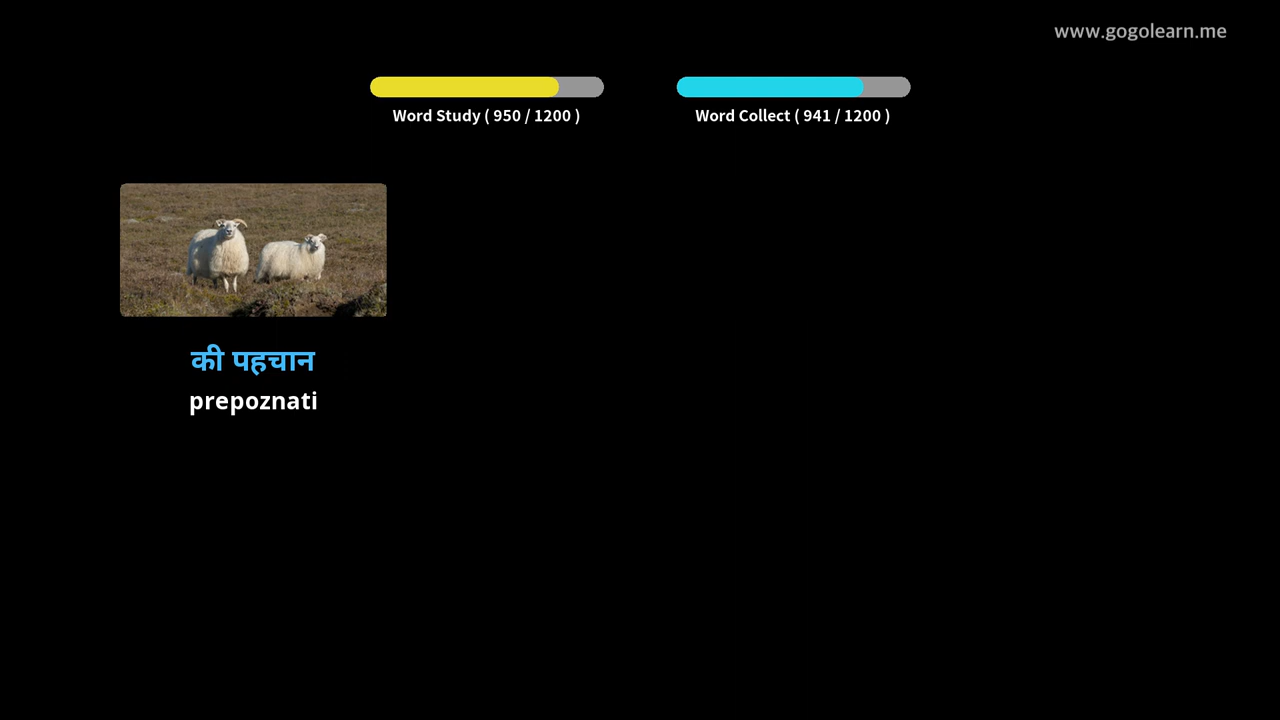 www.gogolearn.me
Word Study ( 950 / 1200 )
Word Collect ( 941 / 1200 )
की पहचान
prepoznati